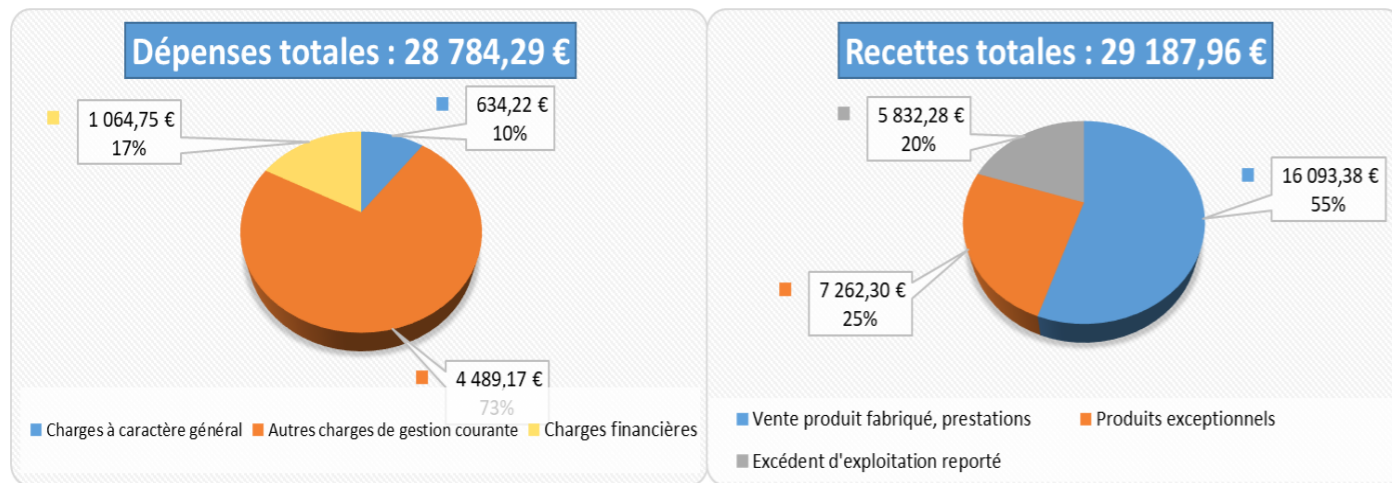 Dépenses totales : 28 784,29 €
1 064,75 €
17%
634,22 €
10%
4 489,17 €
73%
Charges à caractère général Autres charges de gestion courante Charges financières
Recettes totales : 29 187,96 €
5 832,28 €
20%
16 093,38 €
55%
7 262,30 €
25%
Vente produit fabriqué, prestations Produits exceptionnels
Excédent d'exploitation reporté